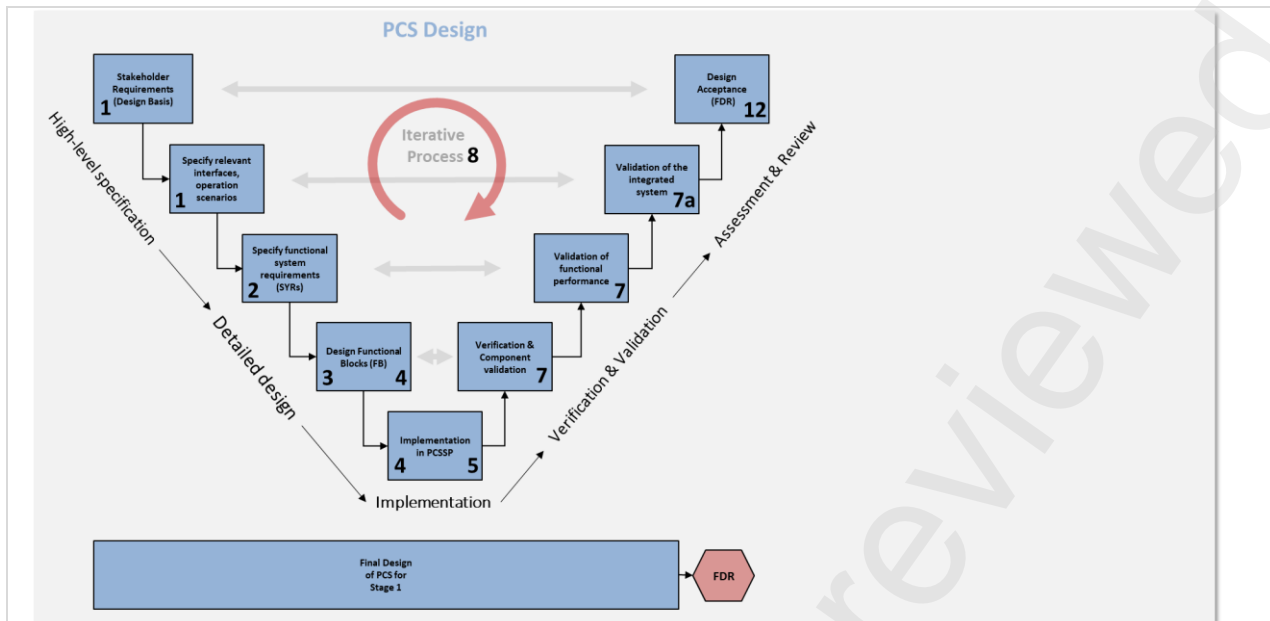 PCS Design
Stakeholder
Requirements
(Design Basis)
1
Design
Acceptance
(FDR)
12
Iterative
Process 8
Specify relevant
interfaces,
operation
scenarios
1
Validation of the
integrated
system
7a
Specify functional
system
requirements
(SYRs)
2
Validation of
functional
performance
7
Design Functional
Blocks (FB)
3 4
Verification &
Component
validation
7
Implementation
in PCSSP
4 5
High-level specification
Detailed design
Implementation
Verification & Validation
Assessment & Review
Final Design
of PCS for
Stage 1
FDR
reviewed